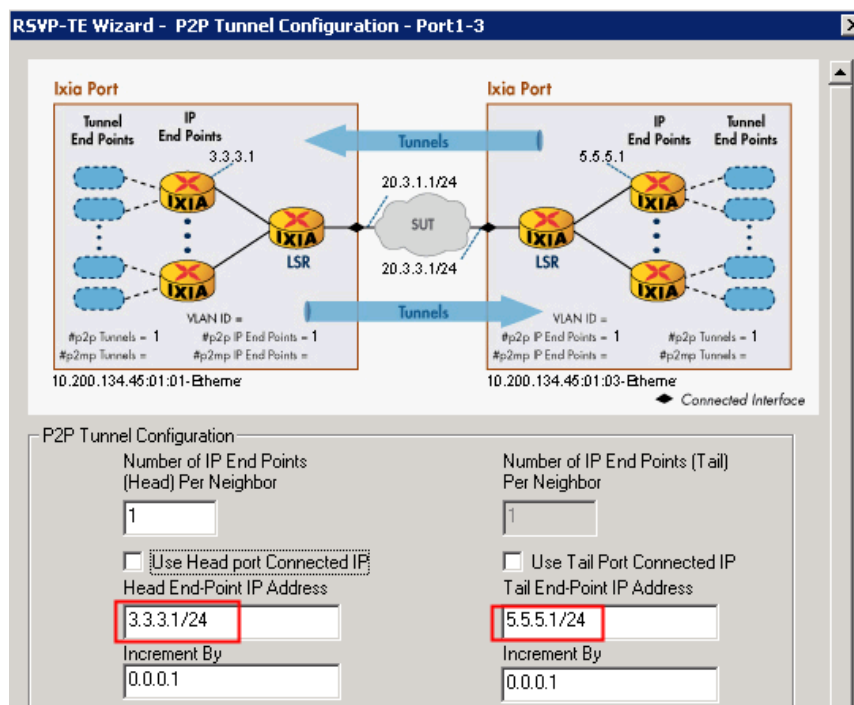 RSVP-TE Wizard - P2P Tunnel Configuration - Port1-3
Ixia Port
Ixia Port
Tunnel
End Points
IP
End Points
3.3.3.1
Tunnels
5.5.5.1
IP
End Points
Tunnel
End Points
IXIA
IXIA
IXIA
LSR
20.3.1.1/24
SUT
20.3.3.1/24
IXIA
LSR
IXIA
IXIA
VLAN ID =
Tunnels
VLAN ID =
#p2p Tunnels = 1
#p2p IP End Points = 1
#p2p IP End Points = 1
#p2p Tunnels = 1
#p2mp Tunnels =
#p2mp IP End Points =
#p2mp IP End Points =
#p2mp Tunnels =
10.200.134.45:01:01-Etherne
10.200.134.45:01:03-Etherne
Connected Interface
P2P Tunnel Configuration
Number of IP End Points
(Head) Per Neighbor
1
Number of IP End Points (Tail)
Per Neighbor
1
Use Head port Connected IP
Use Tail Port Connected IP
Head End-Point IP Address
Tail End-Point IP Address
3.3.3.1/24
5.5.5.1/24
Increment By
Increment By
0.0.0.1
0.0.0.1